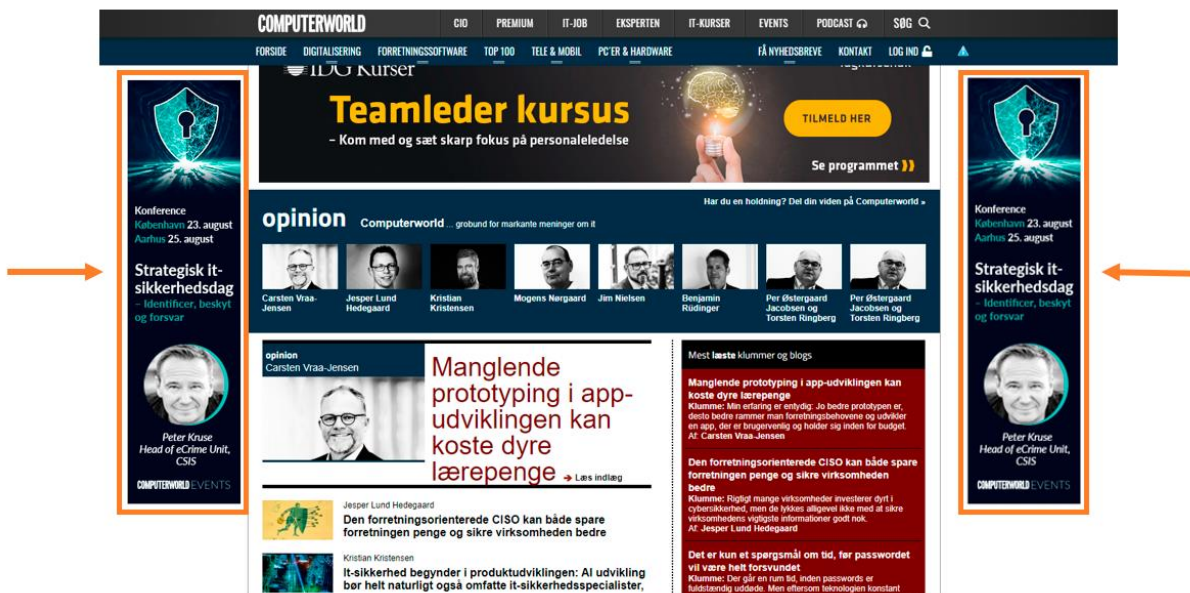 COMPUTERWORLD
CIO PREMIUM IT-JOB EKSPERTEN IT-KURSER EVENTS PODCAST SØG
FORSIDE DIGITALISERING FORRETNINGSSOFTWARE TOP 100 TELE & MOBIL PC'ER & HARDWARE FÅ NYHEDSBREVE KONTAKT LOG IND
Konference
København 23. august
Aarhus 25. august
Strategisk it-
sikkerhedsdag
– Identificer, beskyt
og forsvar
Peter Kruse
Head of eCrime Unit,
CSIS
COMPUTERWORLD EVENTS
IDG Kurser
Teamleder kursus
– Kom med og sæt skarp fokus på personaleledelse
TILMELD HER
Se programmet
Har du en holdning? Del din viden på Computerworld »
opinion Computerworld ... grobund for markante meninger om it
Carsten Vraa-
Jensen
Jesper Lund
Hedegaard
Kristian
Kristensen
Mogens Nørgaard
Jim Nielsen
Benjamin
Rüdinger
Per Østergaard
Jacobsen og
Torsten Ringberg
Per Østergaard
Jacobsen og
Torsten Ringberg
opinion
Carsten Vraa-Jensen
Manglende
prototyping i app-
udviklingen kan
koste dyre
lærepenge → Læs indlæg
Jesper Lund Hedegaard
Den forretningsorienterede CISO kan både spare
forretningen penge og sikre virksomheden bedre
Kristian Kristensen
It-sikkerhed begynder i produktudviklingen: AI udvikling
bør helt naturligt også omfatte it-sikkerhedsspecialister,
Mest læste klummer og blogs
Manglende prototyping i app-udviklingen kan
koste dyre lærepenge
Klumme: Min erfaring er entydig: Jo bedre prototypen er,
desto bedre rammer man forretningsbehovene og udvikler
en app, der er brugervenlig og holder sig inden for budget.
Af: Carsten Vraa-Jensen
Den forretningsorienterede CISO kan både spare
forretningen penge og sikre virksomheden
bedre
Klumme: Rigtigt mange virksomheder investerer dyrt i
cybersikkerhed, men de lykkes alligevel ikke med at sikre
virksomhedens vigtigste informationer godt nok.
Af: Jesper Lund Hedegaard
Det er kun et spørgsmål om tid, før passwordet
vil være helt forsvundet
Klumme: Der går en rum tid, inden passwords er
fuldstændig uddøde. Men eftersom teknologien konstant
Konference
København 23. august
Aarhus 25. august
Strategisk it-
sikkerhedsdag
– Identificer, beskyt
og forsvar
Peter Kruse
Head of eCrime Unit,
CSIS
COMPUTERWORLD EVENTS